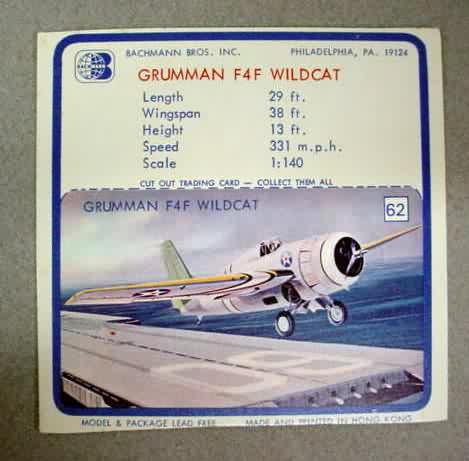 BACHMANN
BACHMANN BROS. INC. PHILADELPHIA, PA. 19124
GRUMMAN F4F WILDCAT
Length 29 ft.
Wingspan 38 ft.
Height 13 ft.
Speed 331 m.p.h.
Scale 1:140
CUT OUT TRADING CARD — COLLECT THEM ALL
GRUMMAN F4F WILDCAT 62
MODEL & PACKAGE LEAD FREE MADE AND PRINTED IN HONG KONG